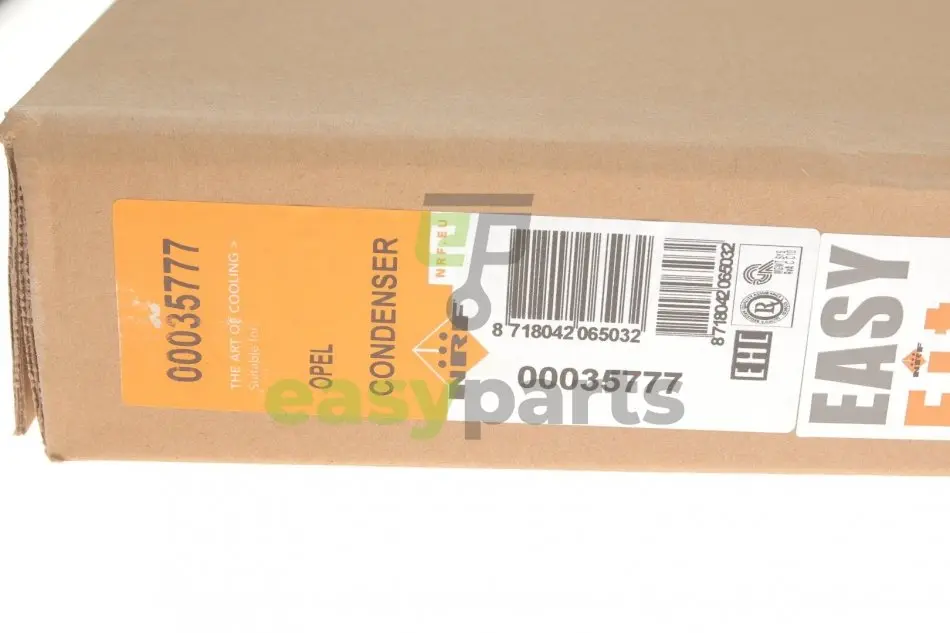 00035777
THE ART OF COOLING >
Suitable for
OPEL
CONDENSER
NRF.EU
NRF
8 718042 065032
00035777
8718042065032
EAC
EASY
NRF
easyparts